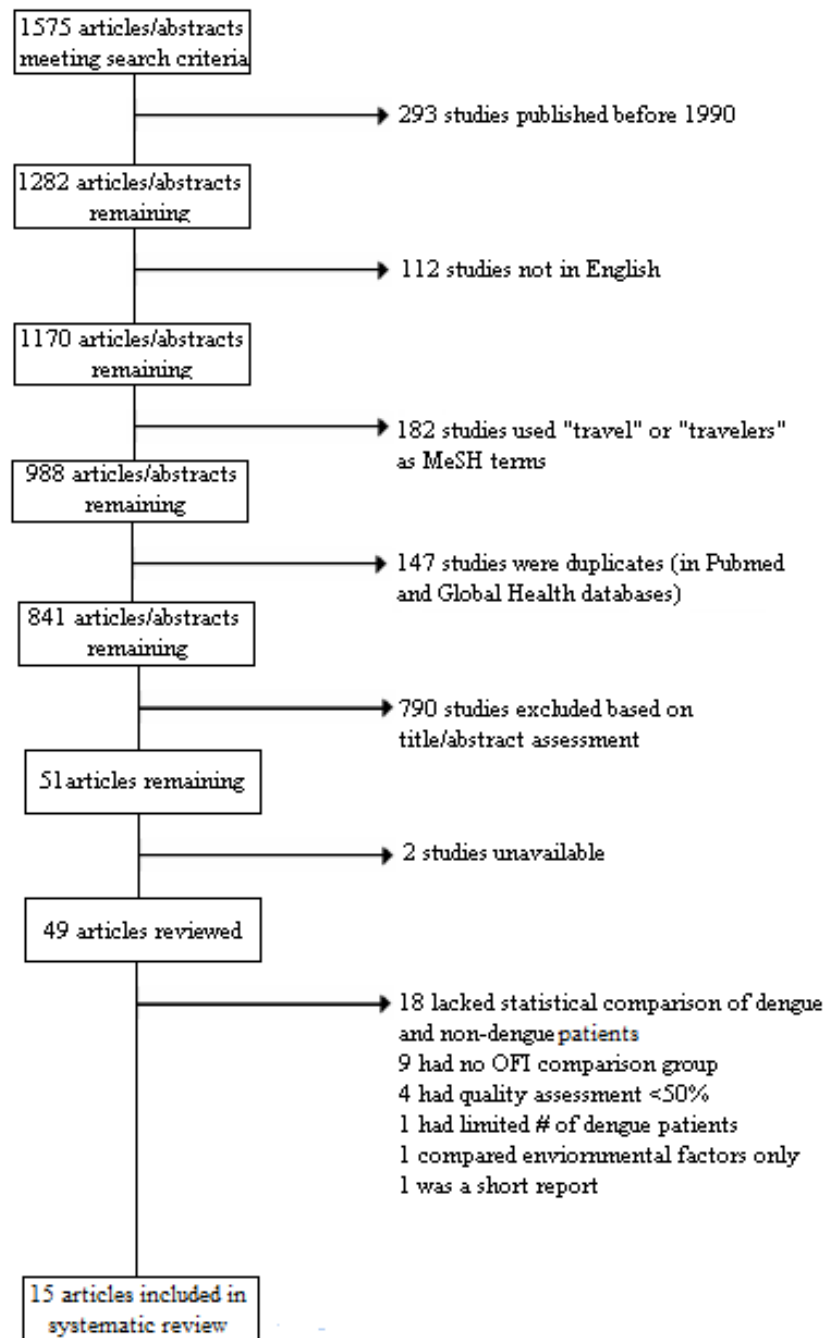 1575 articles/abstracts
meeting search criteria
293 studies published before 1990
1282 articles/abstracts
remaining
112 studies not in English
1170 articles/abstracts
remaining
182 studies used "travel" or "travelers"
as MeSH terms
988 articles/abstracts
remaining
147 studies were duplicates (in Pubmed
and Global Health databases)
841 articles/abstracts
remaining
790 studies excluded based on
title/abstract assessment
51articles remaining
2 studies unavailable
49 articles reviewed
18 lacked statistical comparison of dengue
and non-dengue patients
9 had no OFI comparison group
4 had quality assessment <50%
1 had limited # of dengue patients
1 compared enviornmental factors only
1 was a short report
15 articles included in
systematic review